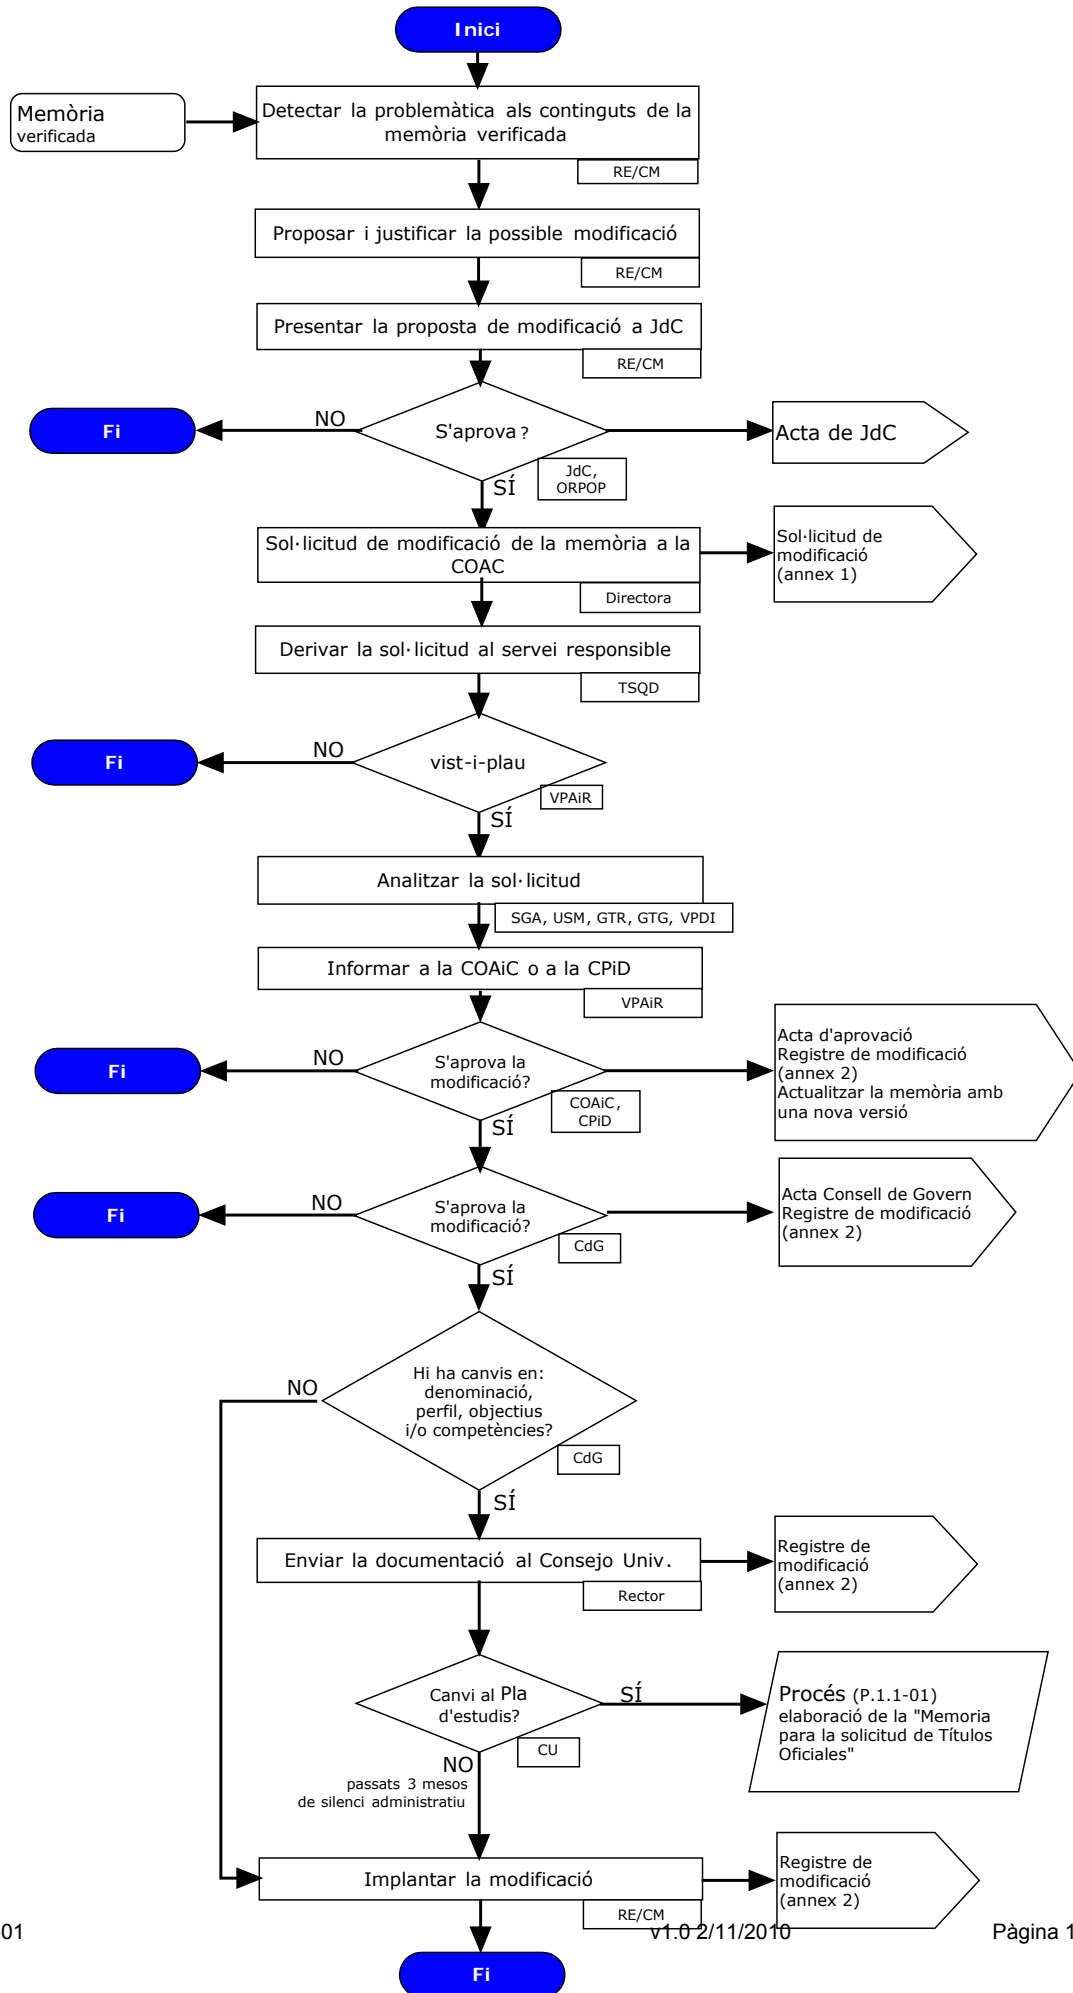 Inici
Memòria
verificada
Detectar la problemàtica als continguts de la
memòria verificada
RE/CM
Proposar i justificar la possible modificació
RE/CM
Presentar la proposta de modificació a JdC
RE/CM
Fi
NO
S'aprova?
Acta de JdC
JdC,
ORPOP
SÍ
Sol·licitud de modificació de la memòria a la
COAC
Directora
Sol·licitud de
modificació
(annex 1)
Derivar la sol·licitud al servei responsible
TSQD
Fi
NO
vist-i-plau
VPAiR
SÍ
Analitzar la sol·licitud
SGA, USM, GTR, GTG, VPDI
Informar a la COAiC o a la CPiD
VPAiR
Fi
NO
S'aprova la
modificació?
COAiC,
CPiD
SÍ
Acta d'aprovació
Registre de modificació
(annex 2)
Actualitzar la memòria amb
una nova versió
Fi
NO
S'aprova la
modificació?
CdG
SÍ
Acta Consell de Govern
Registre de modificació
(annex 2)
NO
Hi ha canvis en:
denominació,
perfil, objectius
i/o competències?
CdG
SÍ
Enviar la documentació al Consejo Univ.
Rector
Registre de
modificació
(annex 2)
Canvi al Pla
d'estudis?
CU
SÍ
Procés (P.1.1-01)
elaboració de la "Memoria
para la solicitud de Títulos
Oficiales"
NO
passats 3 mesos
de silenci administratiu
Implantar la modificació
RE/CM
Registre de
modificació
(annex 2)
01
v1.0 2/11/2010
Pàgina 1
Fi